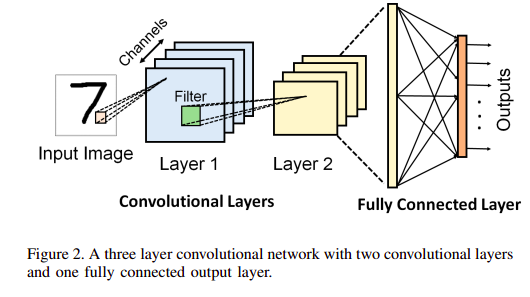 Channels
7
Filter
Input Image
Layer 1
Layer 2
Outputs
Convolutional Layers
Fully Connected Layer
Figure 2. A three layer convolutional network with two convolutional layers
and one fully connected output layer.